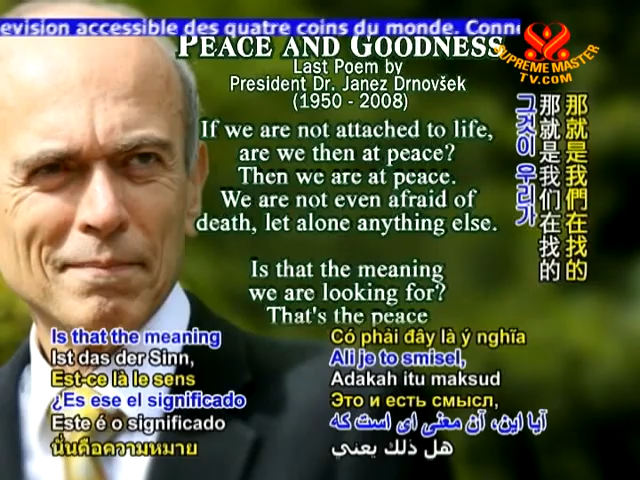 evision accessible des quatre coins du monde. Conn
PEACE AND GOODNESS
Last Poem by
President Dr. Janez Drnovšek
(1950 - 2008)
SUPREME MASTER
TV.COM
If we are not attached to life,
are we then at peace?
Then we are at peace.
We are not even afraid of
death, let alone anything else.
Is that the meaning
we are looking for?
That's the peace
那就是我們在找的
那就是我们在找的
그것이 우리가
Is that the meaning
Ist das der Sinn,
Est-ce là le sens
¿Es ese el significado
Este é o significado
นั่นคือความหมาย
Có phải đây là ý nghĩa
Ali je to smisel,
Adakah itu maksud
Это и есть смысл,
آیا این، آن معنی ای است که
هل ذلك يعني